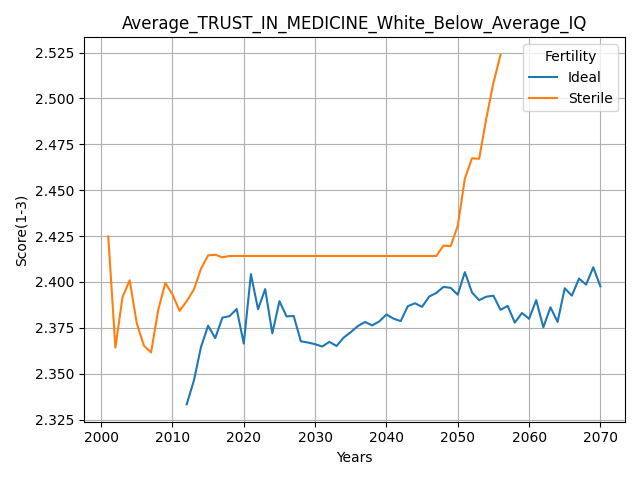 Average_TRUST_IN_MEDICINE_White_Below_Average_IQ
Fertility
Ideal
Sterile
2.525
2.500
2.475
2.450
2.425
2.400
2.375
2.350
2.325
Score(1-3)
2000 2010 2020 2030 2040 2050 2060 2070
Years